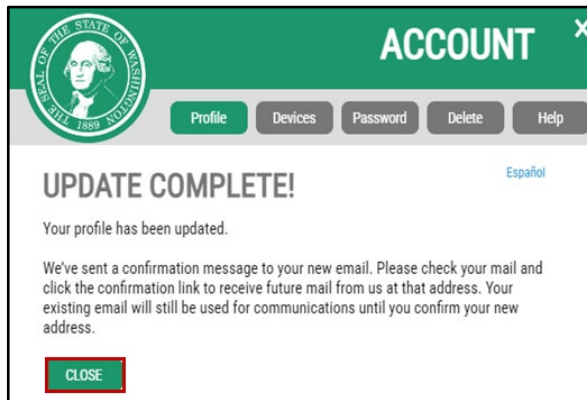 THE SEAL OF THE STATE OF WASHINGTON
1889
ACCOUNT
Profile Devices Password Delete Help
Español
UPDATE COMPLETE!
Your profile has been updated.
We've sent a confirmation message to your new email. Please check your mail and
click the confirmation link to receive future mail from us at that address. Your
existing email will still be used for communications until you confirm your new
address.
CLOSE